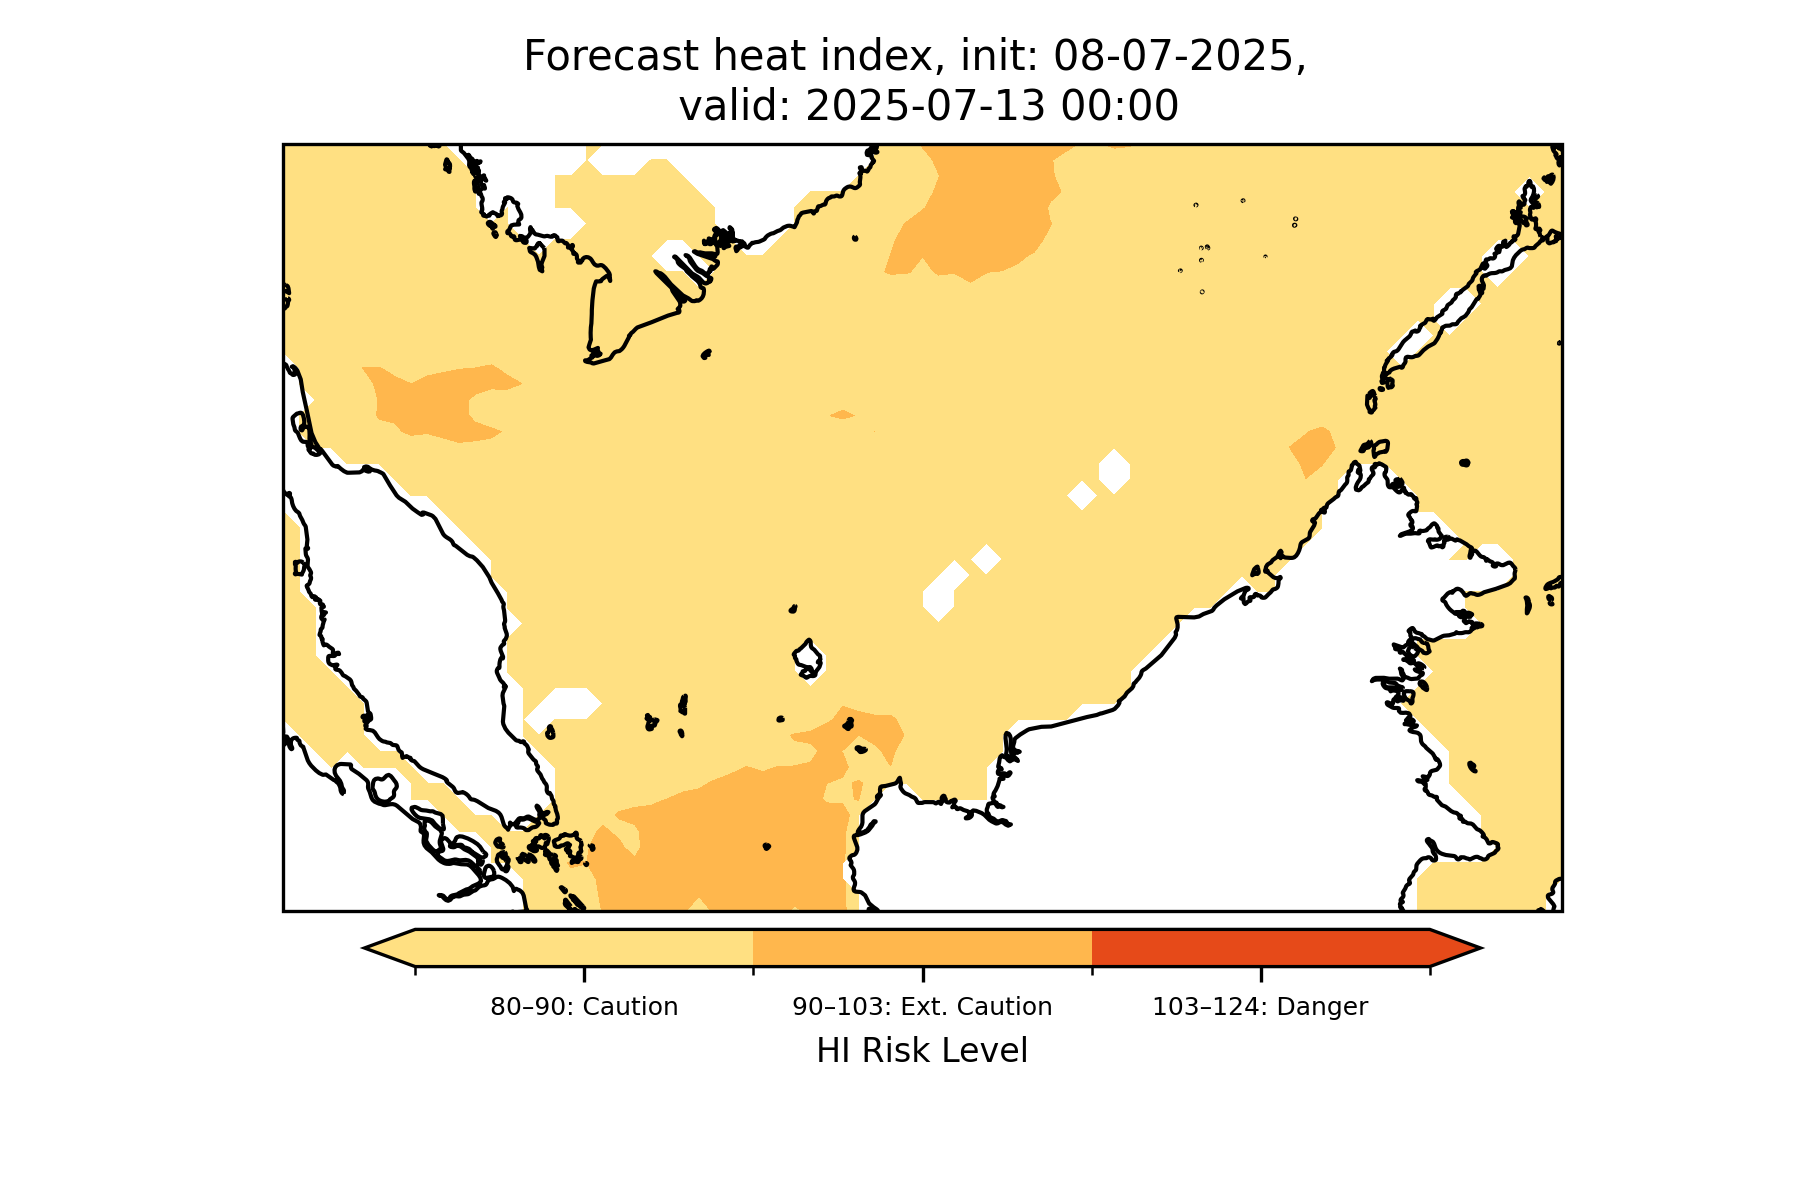 Forecast heat index, init: 08-07-2025,
valid: 2025-07-13 00:00
80–90: Caution
90–103: Ext. Caution
103–124: Danger
HI Risk Level